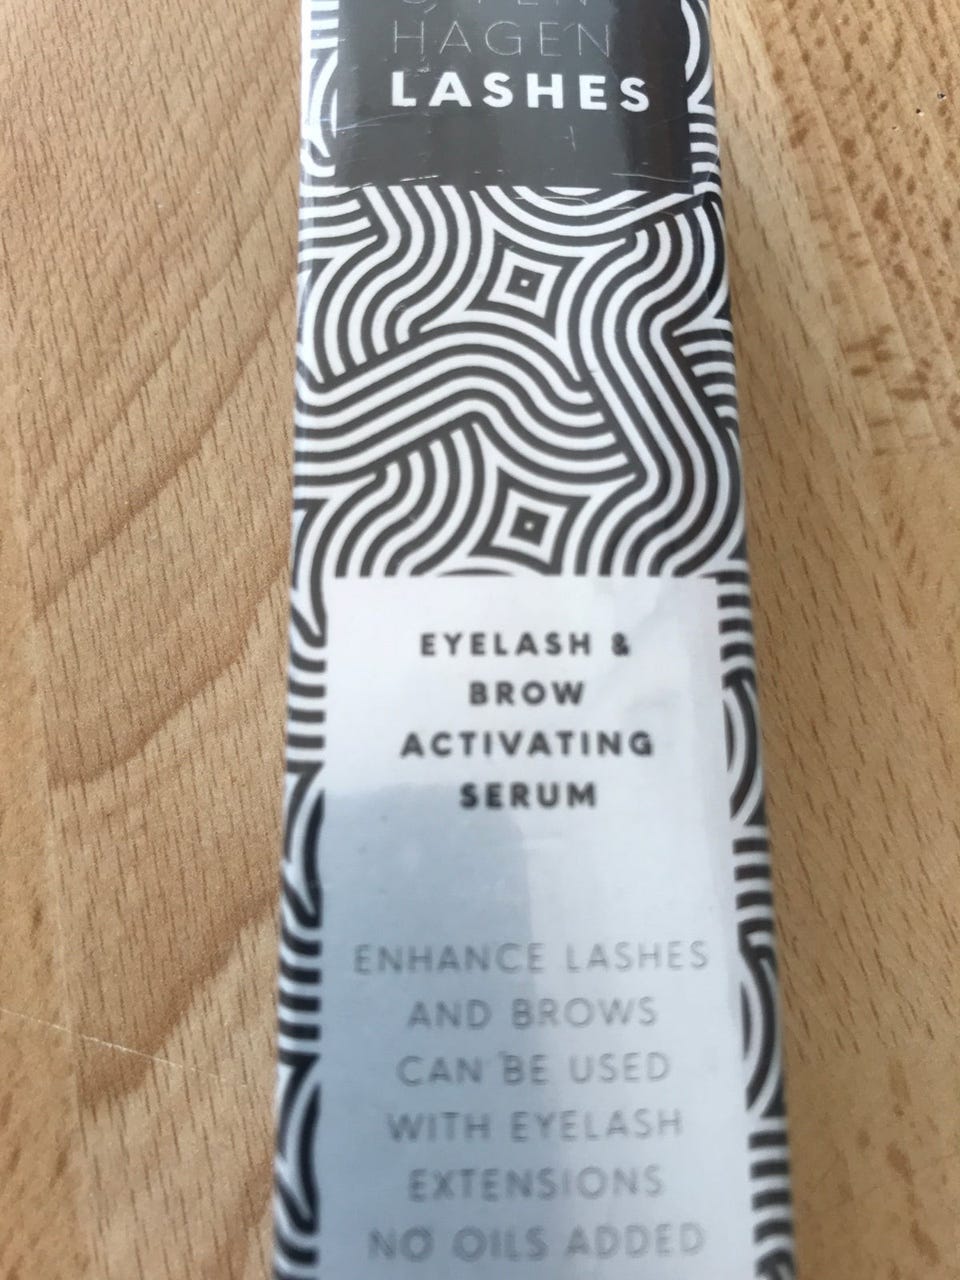 HAGEN
LASHES
EYELASH &
BROW
ACTIVATING
SERUM
ENHANCE LASHES
AND BROWS
CAN BE USED
WITH EYELASH
EXTENSIONS
NO OILS ADDED